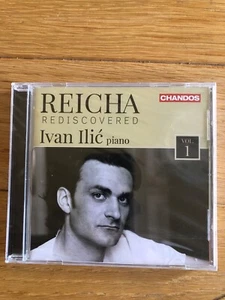 CHANDOS
REICHA
REDISCOVERED
Ivan Ilić piano
VOL.
1